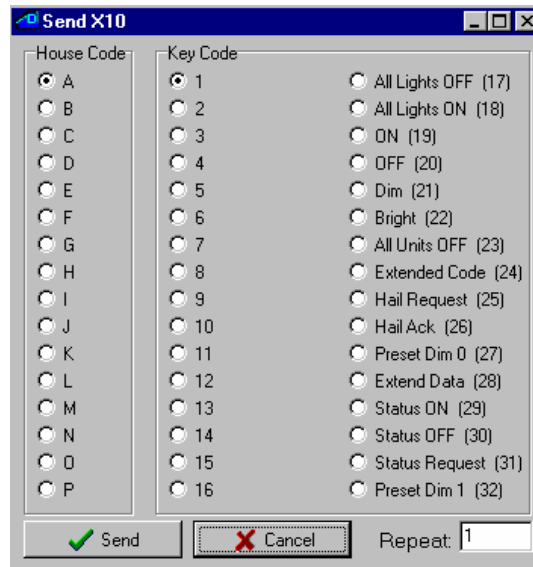 Send X10
House Code
A
B
C
D
E
F
G
H
I
J
K
L
M
N
O
P
Key Code
1
2
3
4
5
6
7
8
9
10
11
12
13
14
15
16
All Lights OFF (17)
All Lights ON (18)
ON (19)
OFF (20)
Dim (21)
Bright (22)
All Units OFF (23)
Extended Code (24)
Hail Request (25)
Hail Ack (26)
Preset Dim 0 (27)
Extend Data (28)
Status ON (29)
Status OFF (30)
Status Request (31)
Preset Dim 1 (32)
Send
Cancel
Repeat: 1